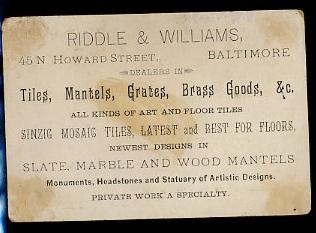 RIDDLE & WILLIAMS,
45 N HOWARD STREET, BALTIMORE
DEALERS IN
Tiles, Mantels, Grates, Brass Goods, &c.
ALL KINDS OF ART AND FLOOR TILES
SINZIG MOSAIC TILES, LATEST and BEST FOR FLOORS,
NEWEST DESIGNS IN
SLATE, MARBLE AND WOOD MANTELS
Monuments, Headstones and Statuary of Artistic Designs.
PRIVATE WORK A SPECIALTY.